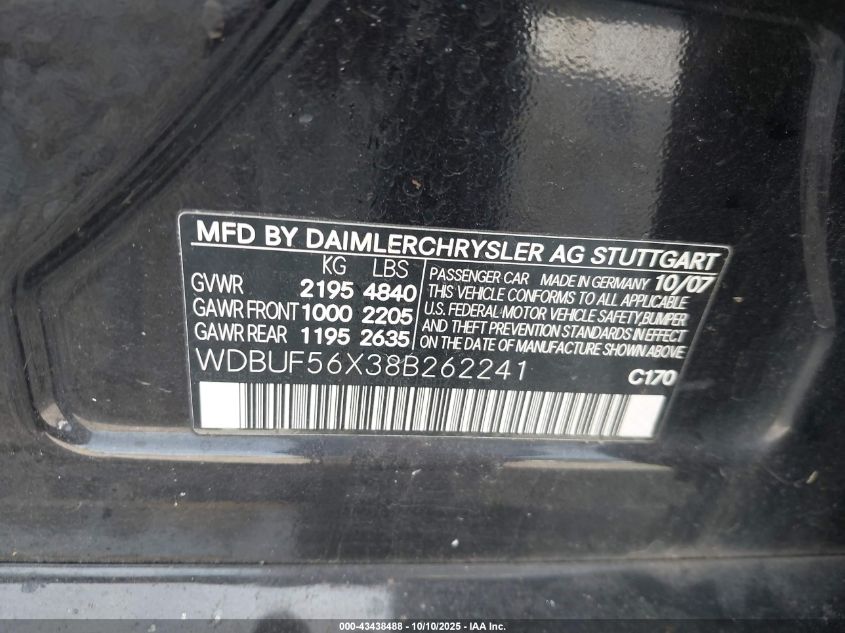 MFD BY DAIMLERCHRYSLER AG STUTTGART
KG LBS
GVWR 2195 4840
GAWR FRONT 1000 2205
GAWR REAR 1195 2635
PASSENGER CAR MADE IN GERMANY 10/07
THIS VEHICLE CONFORMS TO ALL APPLICABLE
U.S. FEDERAL MOTOR VEHICLE SAFETY, BUMPER
AND THEFT PREVENTION STANDARDS IN EFFECT
ON THE DATE OF MANUFACTURE SHOWN ABOVE.
WDBUF56X38B262241
C170
000-43438488 - 10/10/2025 - IAA Inc.